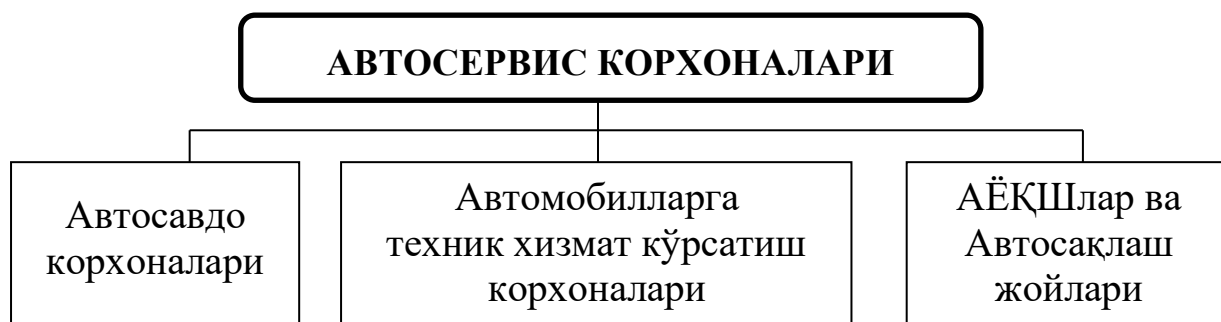 АВТОСЕРВИС КОРХОНАЛАРИ
Автосавдо
корхоналари
Автомобилларга
техник хизмат кўрсатиш
корхоналари
АЁҚШлар ва
Автосақлаш
жойлари